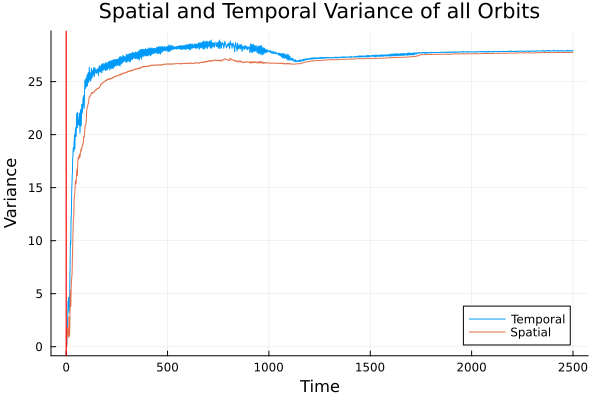 Spatial and Temporal Variance of all Orbits
Variance
25
20
15
10
5
0
Temporal
Spatial
0 500 1000 1500 2000 2500
Time